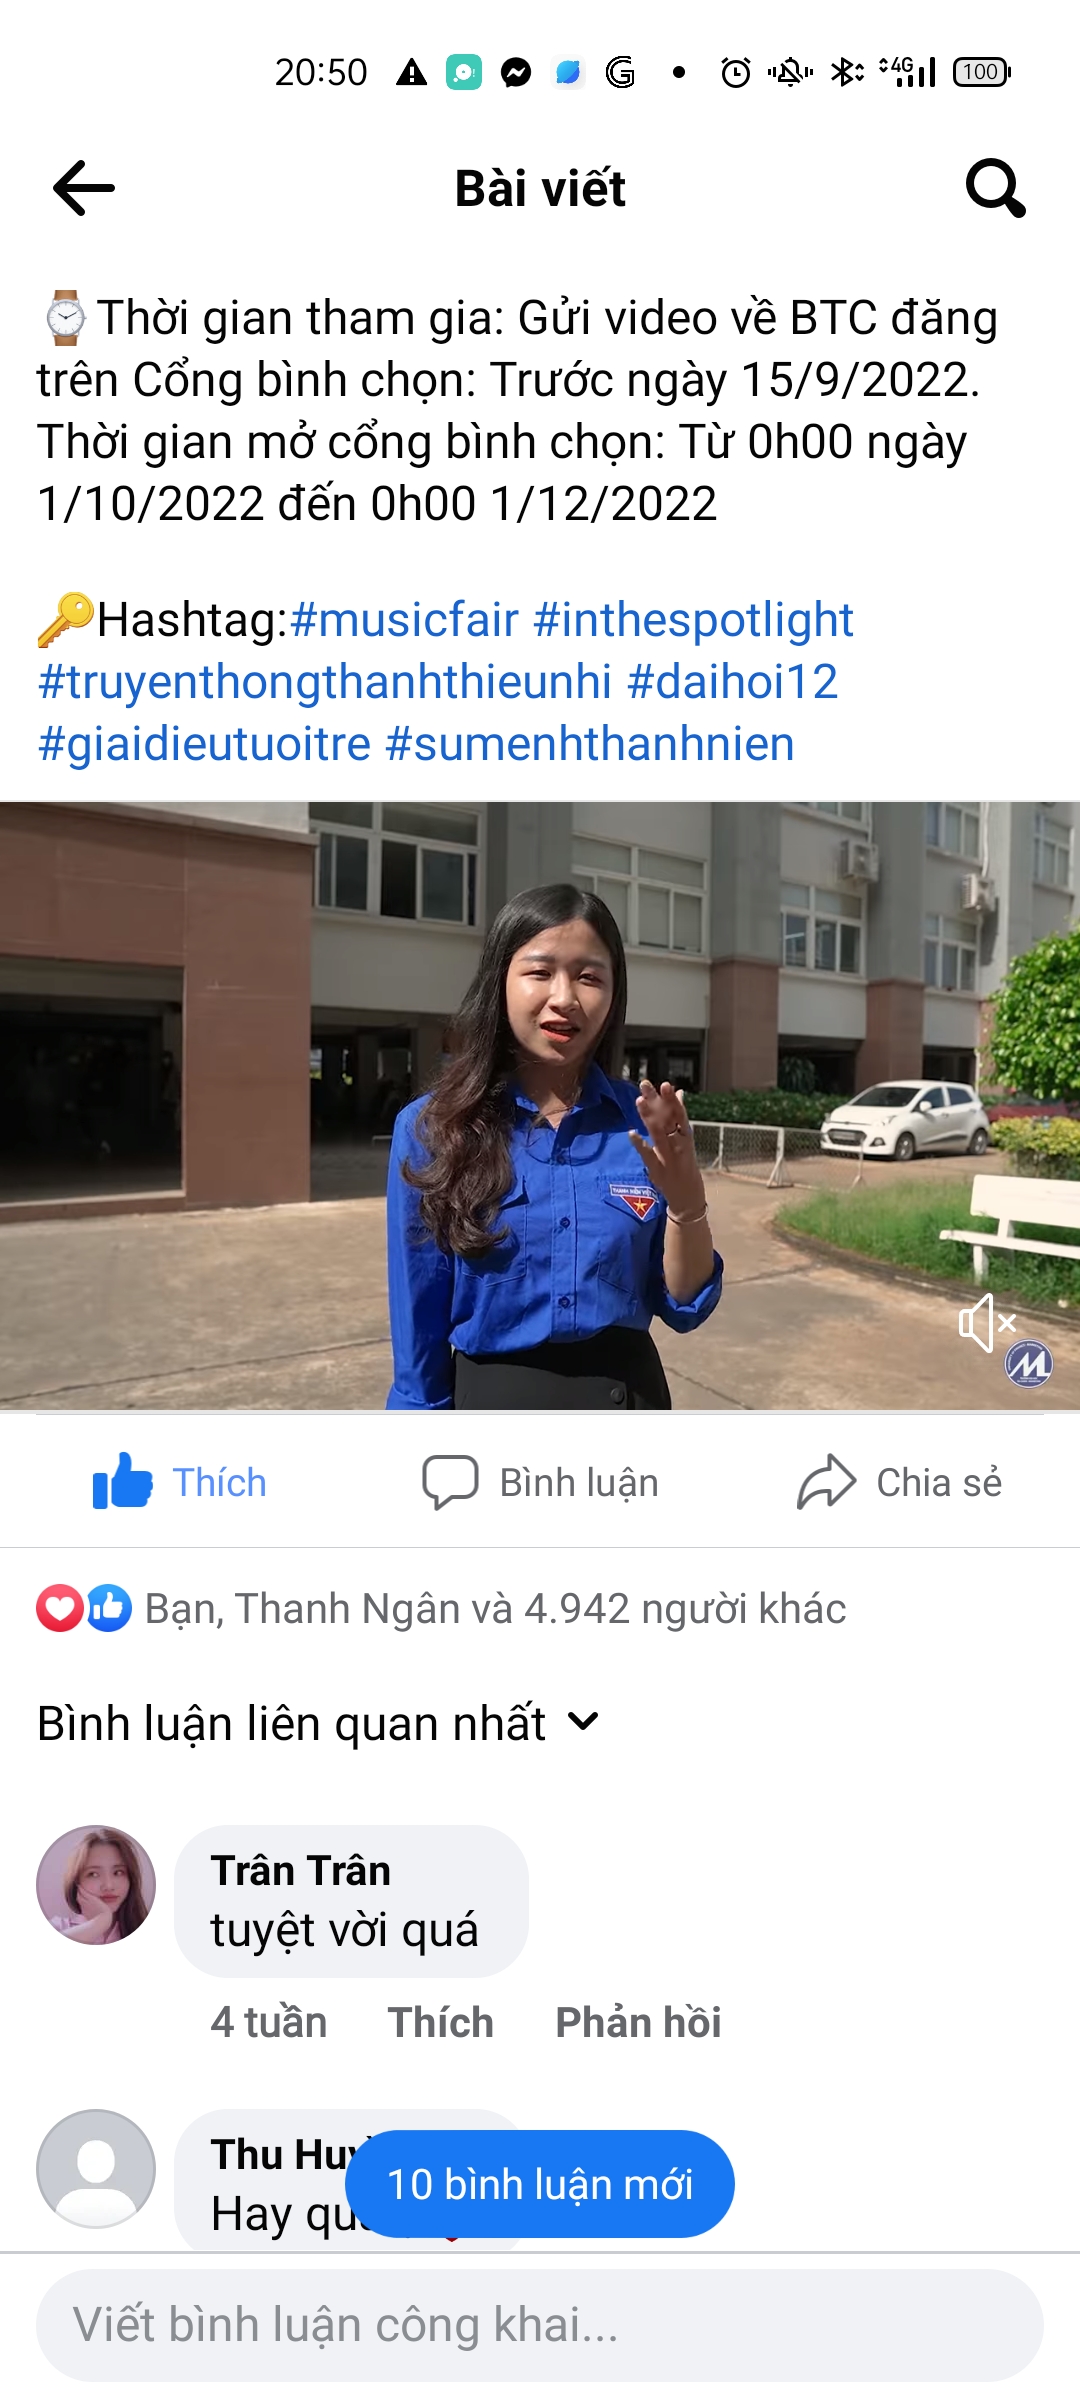 20:50
4G
100
Bài viết
Thời gian tham gia: Gửi video về BTC đăng
trên Cổng bình chọn: Trước ngày 15/9/2022.
Thời gian mở cổng bình chọn: Từ 0h00 ngày
1/10/2022 đến 0h00 1/12/2022
Hashtag:#musicfair #inthespotlight
#truyenthongthanhthieunhi #daihoi12
#giaidieutuoitre #sumenhthanhnien
Thích
Bình luận
Chia sẻ
Bạn, Thanh Ngân và 4.942 người khác
Bình luận liên quan nhất
Trân Trân
tuyệt vời quá
4 tuần Thích Phản hồi
Thu
Hay
10 bình luận mới
Viết bình luận công khai...